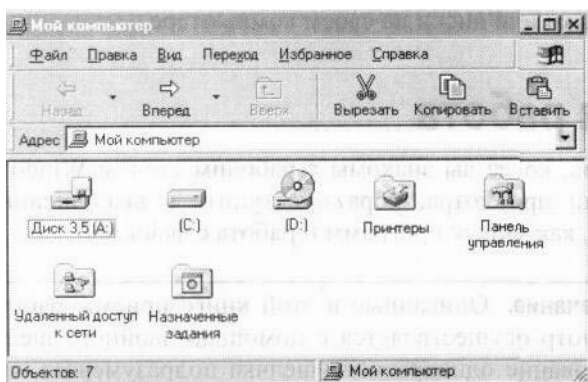 Мой компьютер
Файл Правка Вид Переход Избранное Справка
Назад Вперед Вверх Вырезать Копировать Вставить
Адрес Мой компьютер
Диск 3,5 (A:) (C:) (D:) Принтеры Панель управления
Удаленный доступ к сети Назначенные задания
Объектов: 7 Мой компьютер